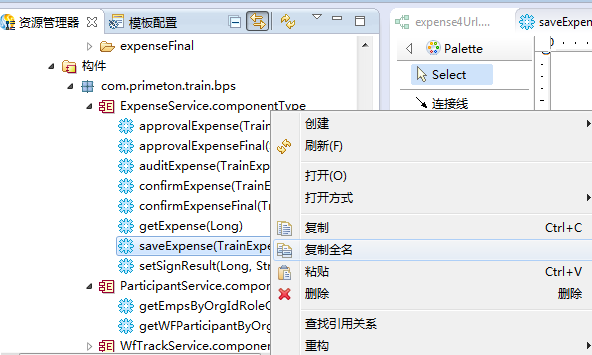 资源管理器 模板配置
expenseFinal
构件
com.primeton.train.bps
ExpenseService.componentType
approvalExpense(Train
approvalExpenseFinal(
auditExpense(TrainExp
confirmExpense(TrainE
confirmExpenseFinal(Tr
getExpense(Long)
saveExpense(TrainExpe
setSignResult(Long, Str
ParticipantService.compo
getEmpsByOrgIdRoleC
getWFParticipantByOrg
WfTrackService.componen
expense4Url....
saveExpen
Palette
Select
连接线
创建
刷新(F)
打开(O)
打开方式
复制 Ctrl+C
复制全名
粘贴 Ctrl+V
删除 删除
查找引用关系
重构